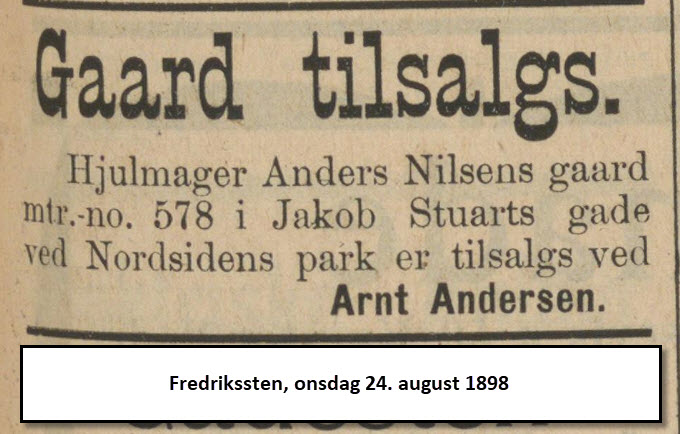 Gaard tilsalgs.
Hjulmager Anders Nilsens gaard
mtr.-no. 578 i Jakob Stuarts gade
ved Nordsidens park er tilsalgs ved
Arnt Andersen.
Fredrikssten, onsdag 24. august 1898